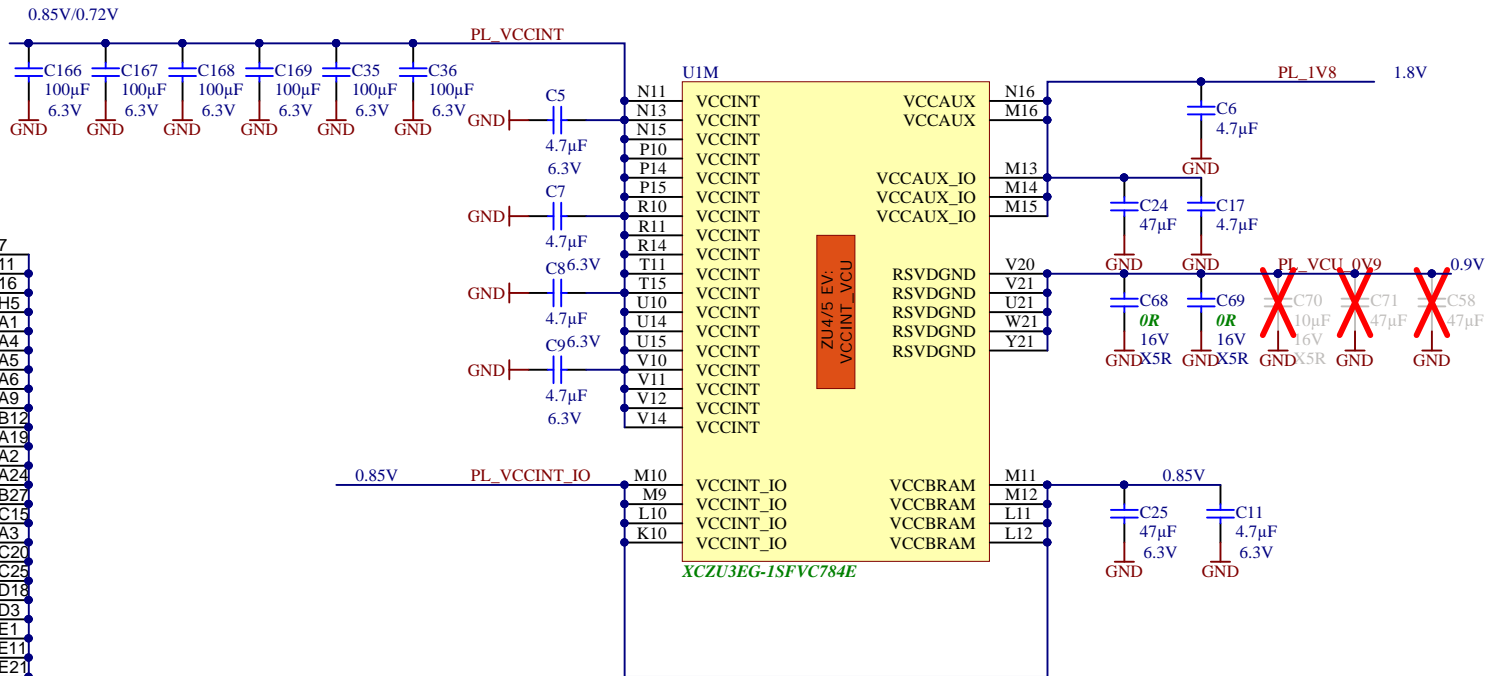 0.85V/0.72V
PL_VCCINT
C166
100µF
6.3V
GND
C167
100µF
6.3V
GND
C168
100µF
6.3V
GND
C169
100µF
6.3V
GND
C35
100µF
6.3V
GND
C36
100µF
6.3V
GND
C5
GND
4.7µF
6.3V
C7
GND
4.7µF
6.3V
C8
GND
4.7µF
6.3V
C9
GND
4.7µF
6.3V
0.85V
PL_VCCINT_IO
U1M
N11 VCCINT
N13 VCCINT
N15 VCCINT
P10 VCCINT
P14 VCCINT
P15 VCCINT
R10 VCCINT
R11 VCCINT
R14 VCCINT
T11 VCCINT
T15 VCCINT
U10 VCCINT
U14 VCCINT
U15 VCCINT
V10 VCCINT
V11 VCCINT
V12 VCCINT
V14 VCCINT
M10 VCCINT_IO
M9 VCCINT_IO
L10 VCCINT_IO
K10 VCCINT_IO
ZU4/5 EV:
VCCINT_VCU
VCCAUX N16
VCCAUX M16
VCCAUX_IO M13
VCCAUX_IO M14
VCCAUX_IO M15
RSVDGND V20
RSVDGND V21
RSVDGND U21
RSVDGND W21
RSVDGND Y21
VCCBRAM M11
VCCBRAM M12
VCCBRAM L11
VCCBRAM L12
XCZU3EG-1SFVC784E
PL_1V8
1.8V
C6
4.7µF
GND
C24
47µF
GND
C17
4.7µF
GND
PL_VCU_0V9
0.9V
C68
0R
16V
X5R
GND
C69
0R
16V
X5R
GND
C70
10µF
16V
X5R
GND
C71
47µF
GND
C58
47µF
GND
0.85V
C25
47µF
6.3V
GND
C11
4.7µF
6.3V
GND
7
11
16
H5
A1
A4
A5
A6
A9
B12
A19
A2
A24
B27
C15
A3
C20
C25
D18
D3
E1
E11
E21